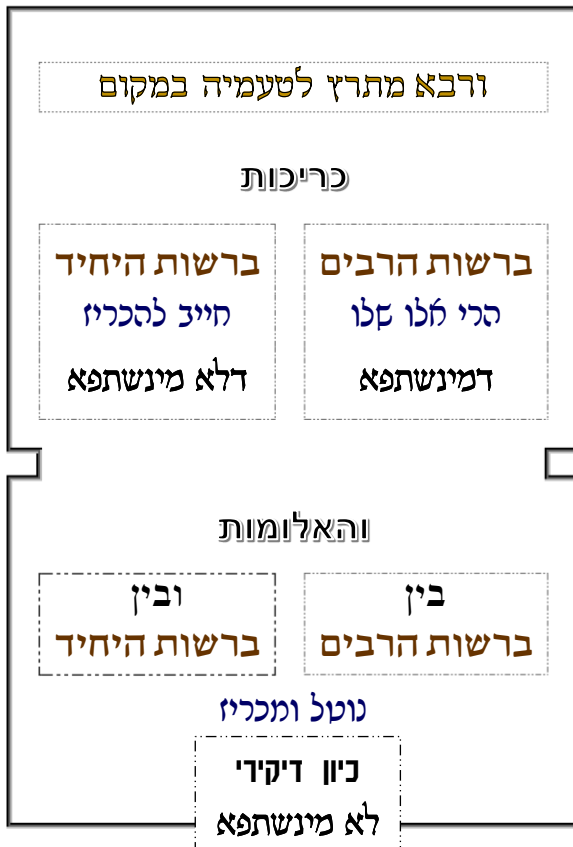 ורבא מתרץ לטעמיה במקום
כריכות
ברשות הרבים
הרי אלו שלו
דמינשתפא
ברשות היחיד
חייב להכריז
דלא מינשתפא
והאלומות
בין
ברשות הרבים
ובין
ברשות היחיד
נוטל ומכריז
כיון דיקירי
לא מינשתפא